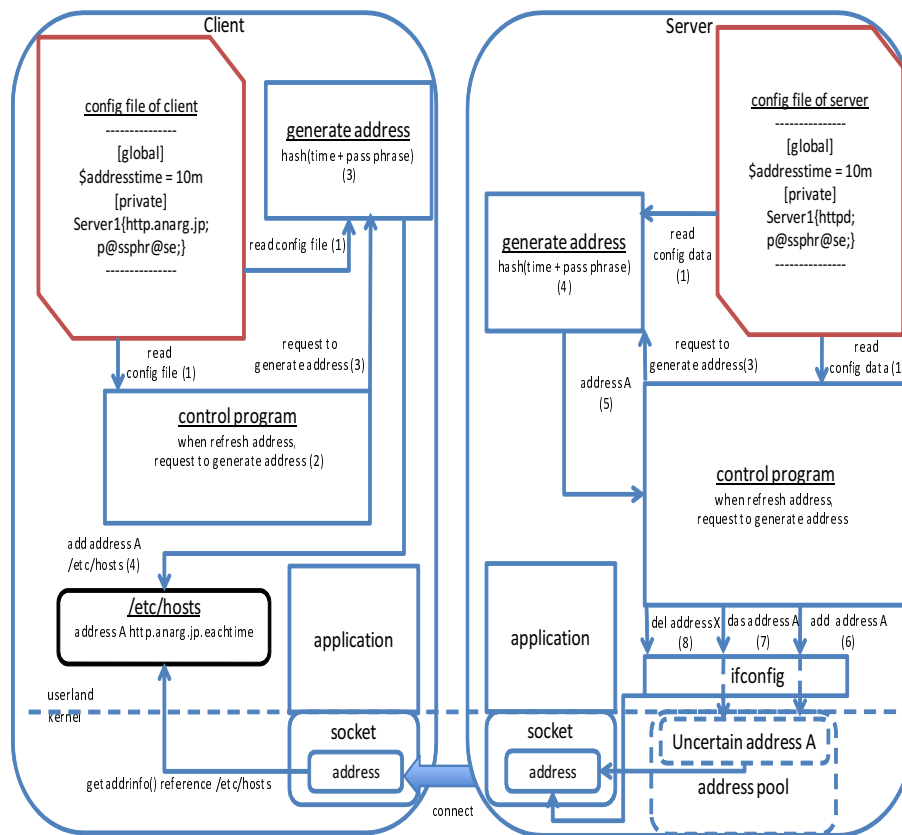 Client
config file of client
---------------
[global]
$addresstime = 10m
[private]
Server1{http.anarg.jp;
p@ssphr@se;}
---------------
generate address
hash(time + pass phrase)
(3)
read config file (1)
read
config file (1)
request to
generate address (3)
control program
when refresh address,
request to generate address (2)
add address A
/etc/hosts (4)
/etc/hosts
address A http.anarg.jp.eachtime
application
userland
kernel
socket
address
getaddrinfo() reference /etc/hosts
connect
Server
config file of server
---------------
[global]
$addresstime = 10m
[private]
Server1{httpd;
p@ssphr@se;}
---------------
generate address
hash(time + pass phrase)
(4)
read
config data
(1)
request to
generate address(3)
read
config data (1
address A
(5)
control program
when refresh address,
request to generate address
del address X
(8)
das address A
(7)
add address A
(6)
application
ifconfig
socket
address
Uncertain address A
address pool